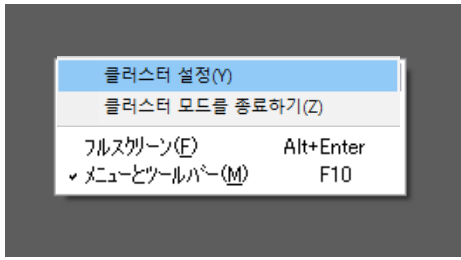 클러스터 설정(Y)
클러스터 모드를 종료하기(Z)
フルスクリーン(F) Alt+Enter
メニューとツールバー(M) F10